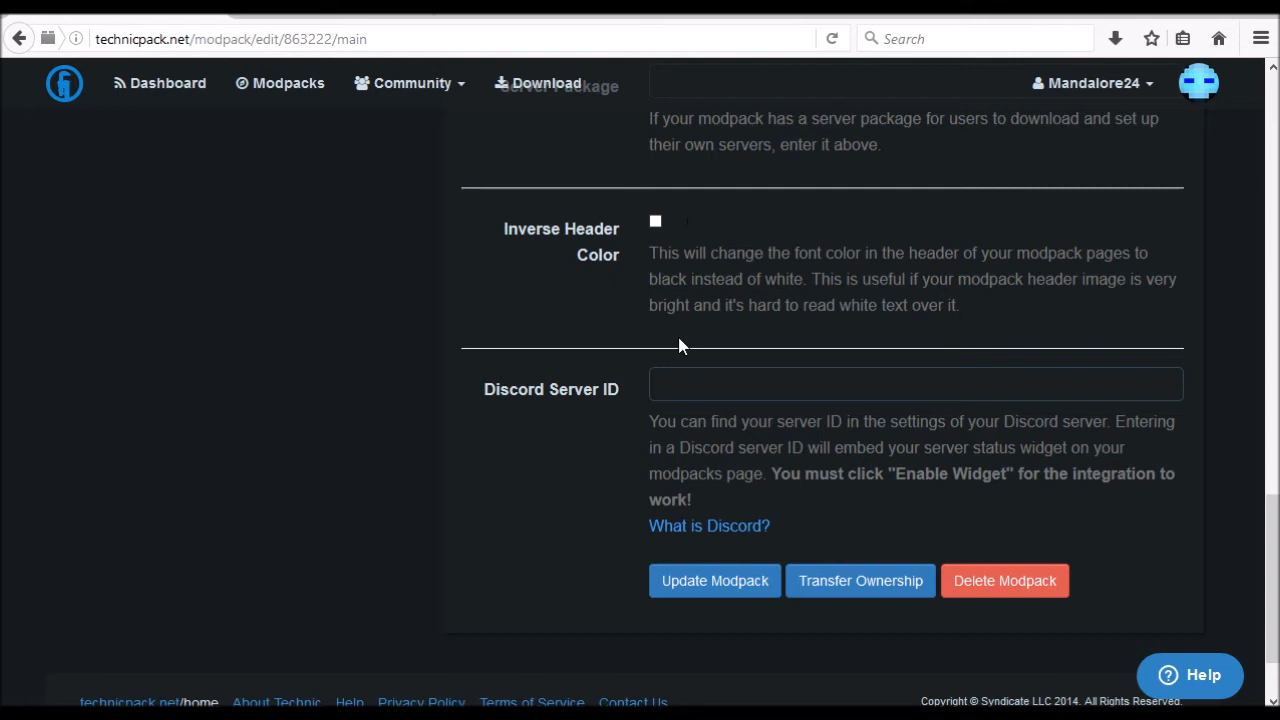 technicpack.net/modpack/edit/863222/main
Search
Dashboard
Modpacks
Community
Download
Mandalore24
Server Package
If your modpack has a server package for users to download and set up
their own servers, enter it above.
Inverse Header
Color
This will change the font color in the header of your modpack pages to
black instead of white. This is useful if your modpack header image is very
bright and it's hard to read white text over it.
Discord Server ID
You can find your server ID in the settings of your Discord server. Entering
in a Discord server ID will embed your server status widget on your
modpacks page. You must click "Enable Widget" for the integration to
work!
What is Discord?
Update Modpack
Transfer Ownership
Delete Modpack
Help
technicpack.net/home
About Technic
Help
Privacy Policy
Terms of Service
Contact Us
Copyright © Syndicate LLC 2014. All Rights Reserved.